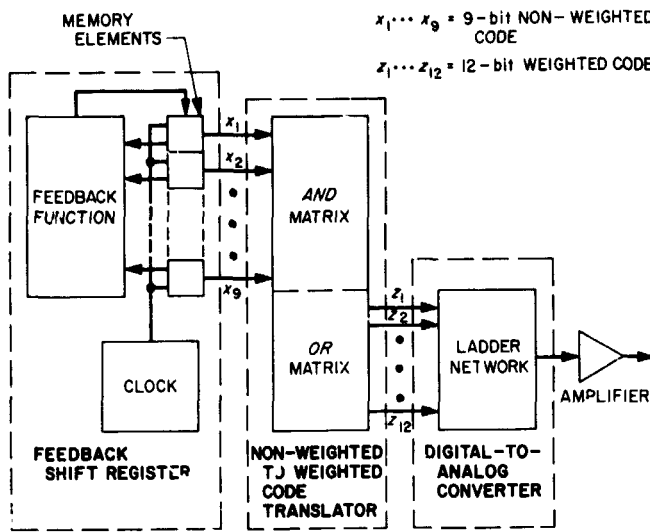 MEMORY
ELEMENTS
x₁ ··· x₉ = 9-bit NON-WEIGHTED
CODE
z₁ ··· z₁₂ = 12-bit WEIGHTED CODE
FEEDBACK
FUNCTION
x₁
x₂
x₉
CLOCK
AND
MATRIX
OR
MATRIX
z₁
z₂
z₁₂
LADDER
NETWORK
AMPLIFIER
FEEDBACK
SHIFT REGISTER
NON-WEIGHTED
TO WEIGHTED
CODE
TRANSLATOR
DIGITAL-TO-
ANALOG
CONVERTER